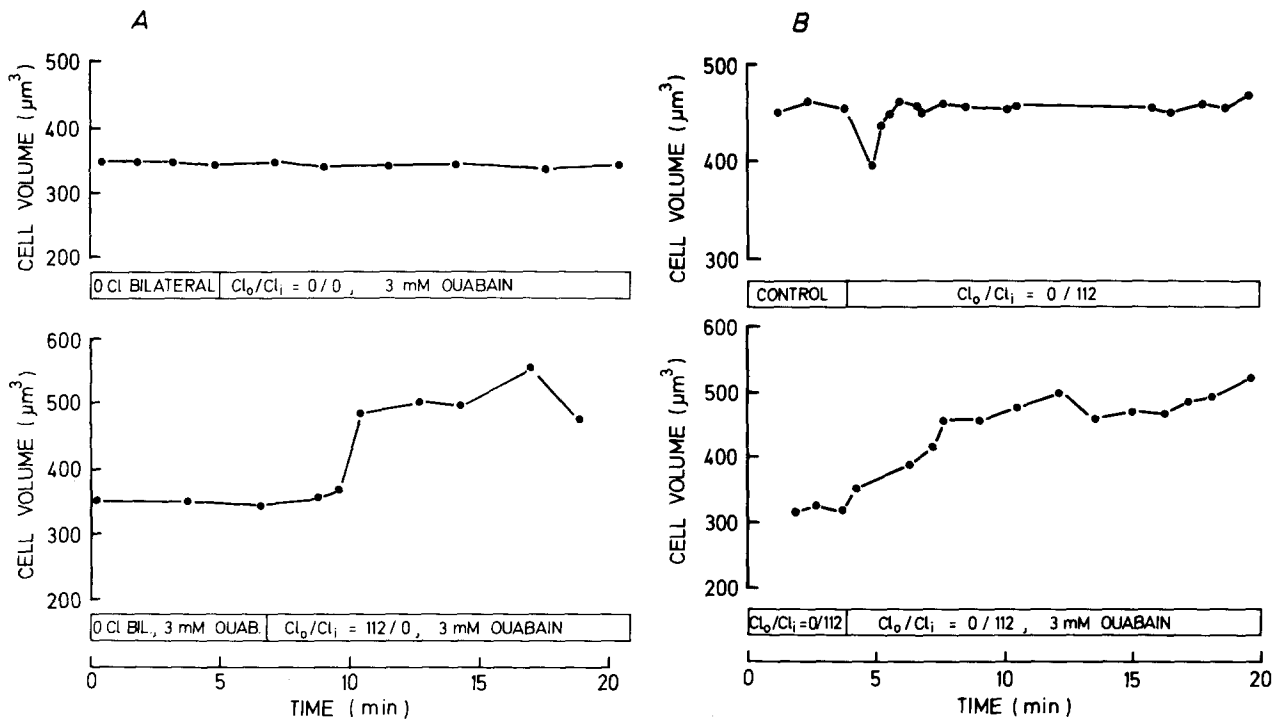 A
500
400
300
200
CELL VOLUME (µm³)
0 Cl BILATERAL
Clo/Cli = 0/0, 3 mM OUABAIN
600
500
400
300
200
CELL VOLUME (µm³)
0 Cl BIL., 3 mM OUAB.
Clo/Cli = 112/0, 3 mM OUABAIN
0 5 10 15 20
TIME (min)
B
500
400
300
CELL VOLUME (µm³)
CONTROL
Clo/Cli = 0/112
600
500
400
300
200
CELL VOLUME (µm³)
Clo/Cli=0/112
Clo/Cli = 0/112, 3 mM OUABAIN
0 5 10 15 20
TIME (min)